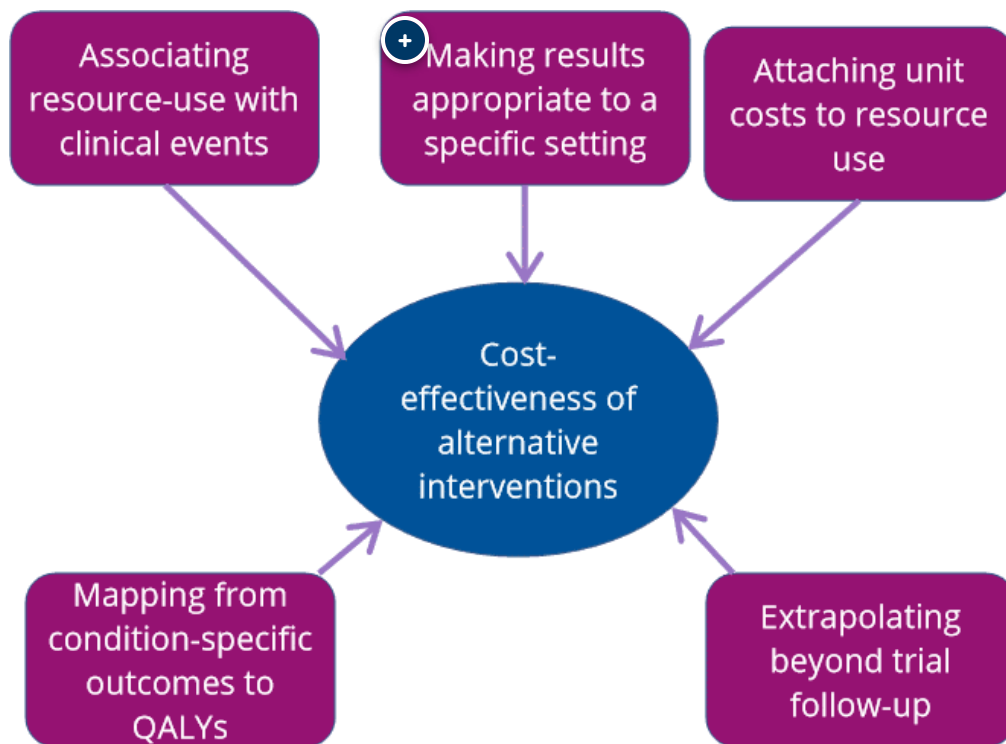 Associating
resource-use with
clinical events
+
Making results
appropriate to a
specific setting
Attaching unit
costs to resource
use
Cost-
effectiveness of
alternative
interventions
Mapping from
condition-specific
outcomes to
QALYs
Extrapolating
beyond trial
follow-up